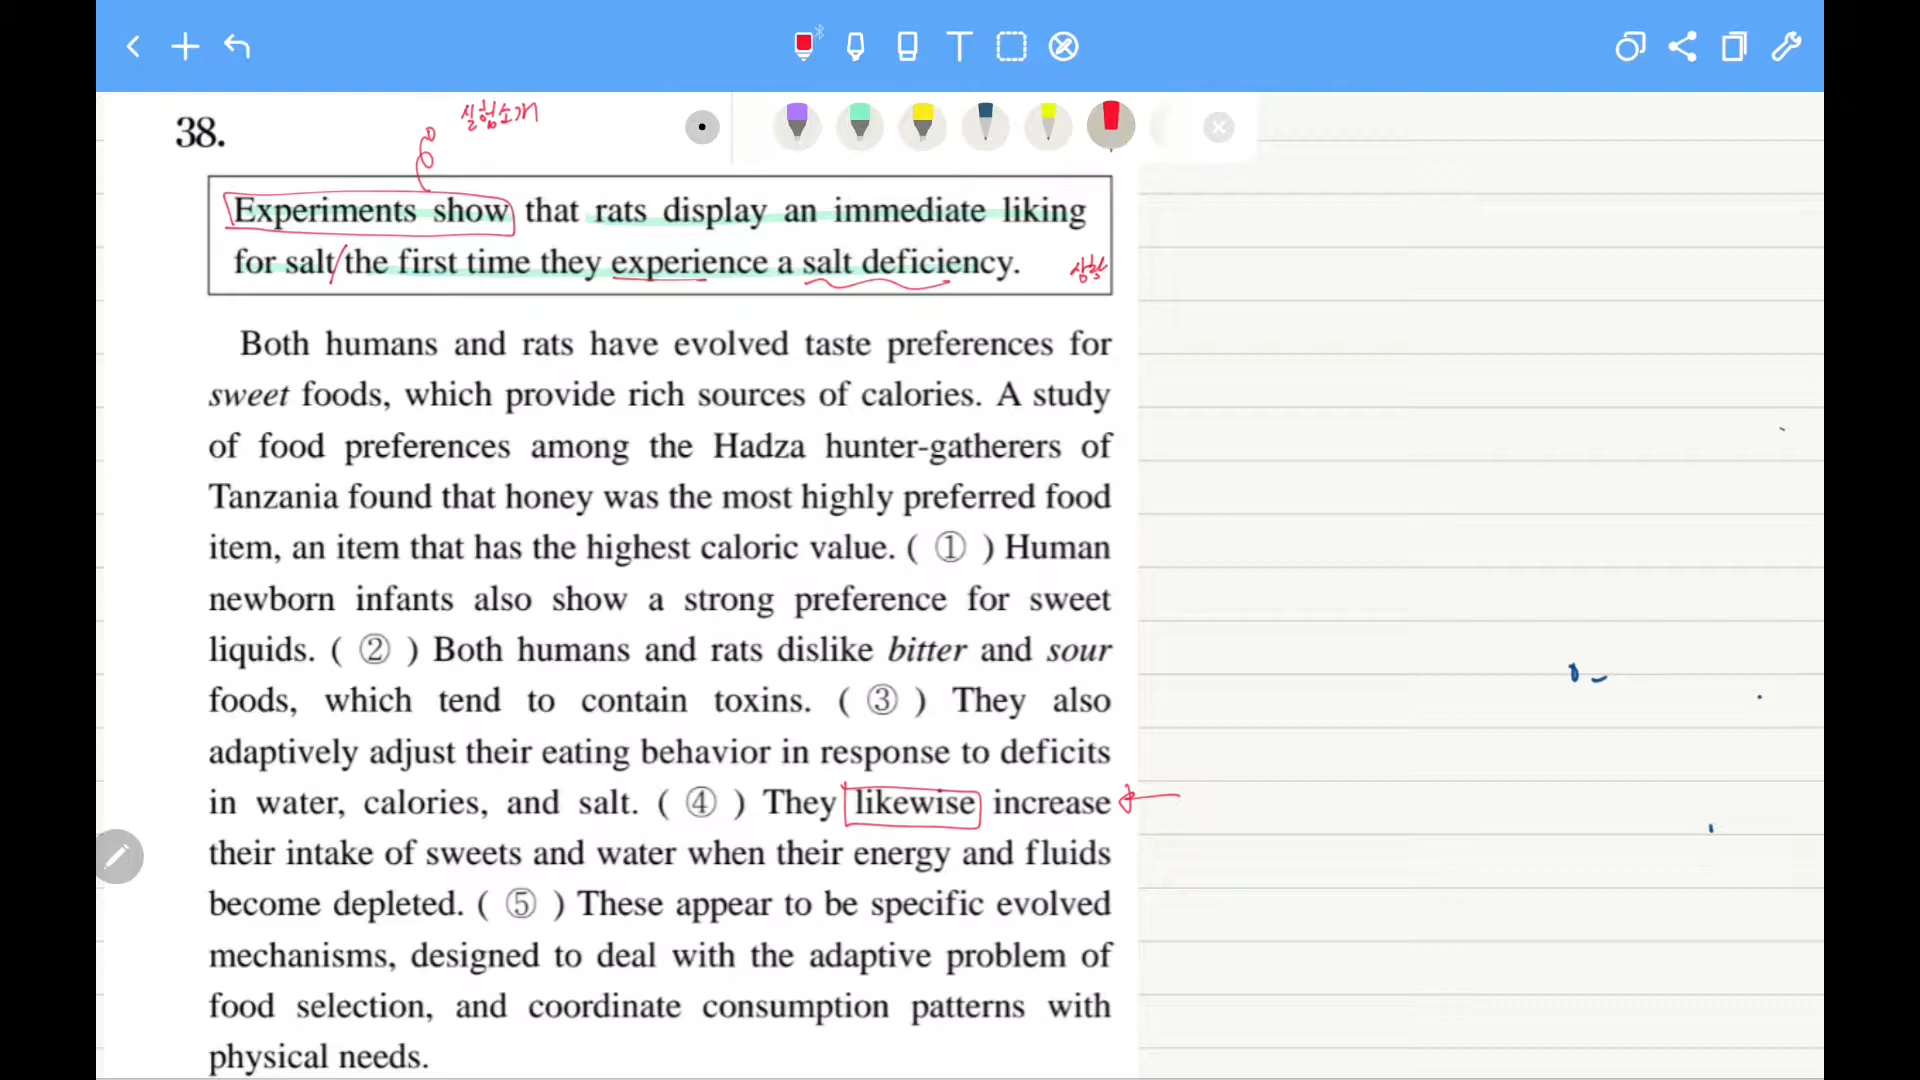 실험소개
38.
Experiments show that rats display an immediate liking
for salt/the first time they experience a salt deficiency.
Both humans and rats have evolved taste preferences for
sweet foods, which provide rich sources of calories. A study
of food preferences among the Hadza hunter-gatherers of
Tanzania found that honey was the most highly preferred food
item, an item that has the highest caloric value. ( ① ) Human
newborn infants also show a strong preference for sweet
liquids. ( ② ) Both humans and rats dislike bitter and sour
foods, which tend to contain toxins. ( ③ ) They also
adaptively adjust their eating behavior in response to deficits
in water, calories, and salt. ( ④ ) They likewise increase
their intake of sweets and water when their energy and fluids
become depleted. ( ⑤ ) These appear to be specific evolved
mechanisms, designed to deal with the adaptive problem of
food selection, and coordinate consumption patterns with
physical needs.